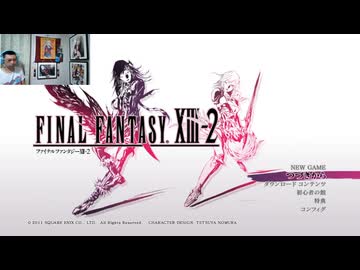 FINAL FANTASY XIII-2
ファイナルファンタジーXIII-2
NEW GAME
つづきから
ダウンロード コンテンツ
初心者の館
特典
コンフィグ
© 2011 SQUARE ENIX CO., LTD. All Rights Reserved. CHARACTER DESIGN: TETSUYA NOMURA